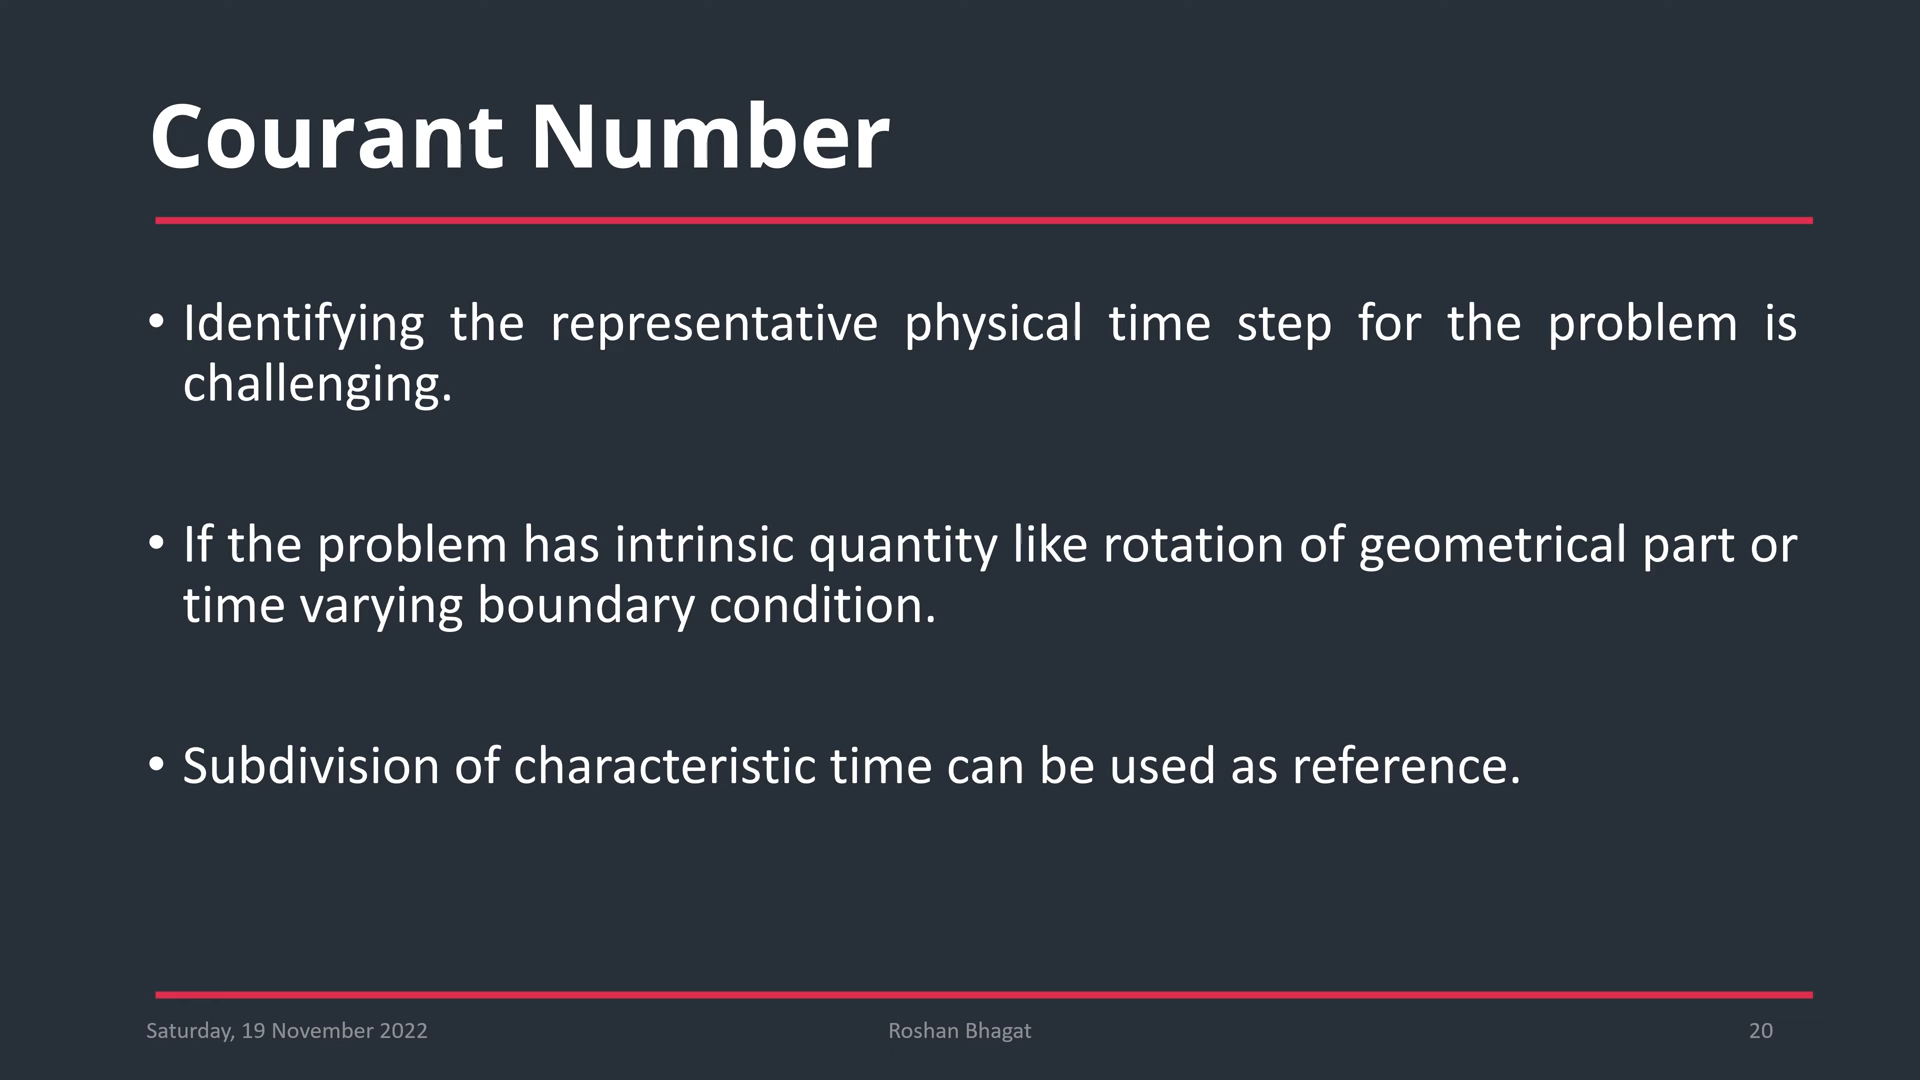 Courant Number
• Identifying the representative physical time step for the problem is
challenging.
• If the problem has intrinsic quantity like rotation of geometrical part or
time varying boundary condition.
• Subdivision of characteristic time can be used as reference.
Saturday, 19 November 2022
Roshan Bhagat
20